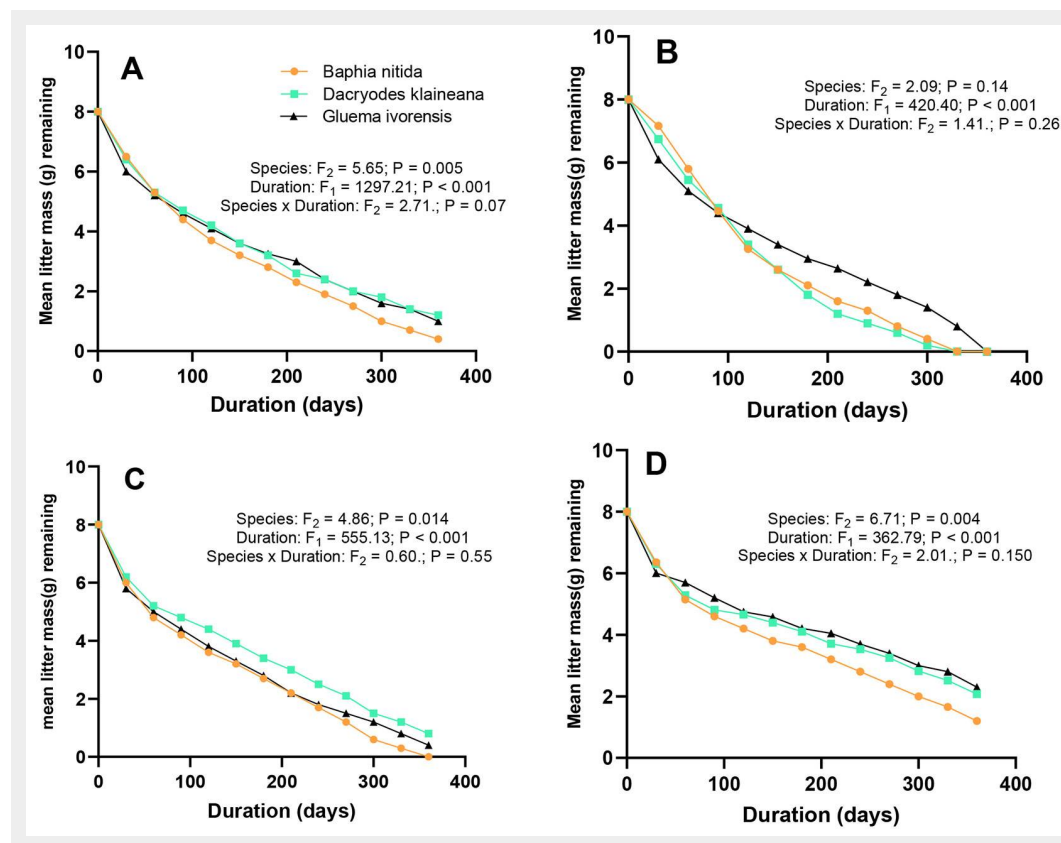 A
Baphia nitida
Dacryodes klaineana
Gluema ivorensis
Species: F₂ = 5.65; P = 0.005
Duration: F₁ = 1297.21; P < 0.001
Species x Duration: F₂ = 2.71.; P = 0.07
Mean litter mass (g) remaining
10
8
6
4
2
0
0 100 200 300 400
Duration (days)
B
Species: F₂ = 2.09; P = 0.14
Duration: F₁ = 420.40; P < 0.001
Species x Duration: F₂ = 1.41.; P = 0.26
Mean litter mass(g) remaining
10
8
6
4
2
0
0 100 200 300 400
Duration (days)
C
Species: F₂ = 4.86; P = 0.014
Duration: F₁ = 555.13; P < 0.001
Species x Duration: F₂ = 0.60.; P = 0.55
mean litter mass(g) remaining
10
8
6
4
2
0
0 100 200 300 400
Duration (days)
D
Species: F₂ = 6.71; P = 0.004
Duration: F₁ = 362.79; P < 0.001
Species x Duration: F₂ = 2.01.; P = 0.150
Mean litter mass(g) remaining
10
8
6
4
2
0
0 100 200 300 400
Duration (days)